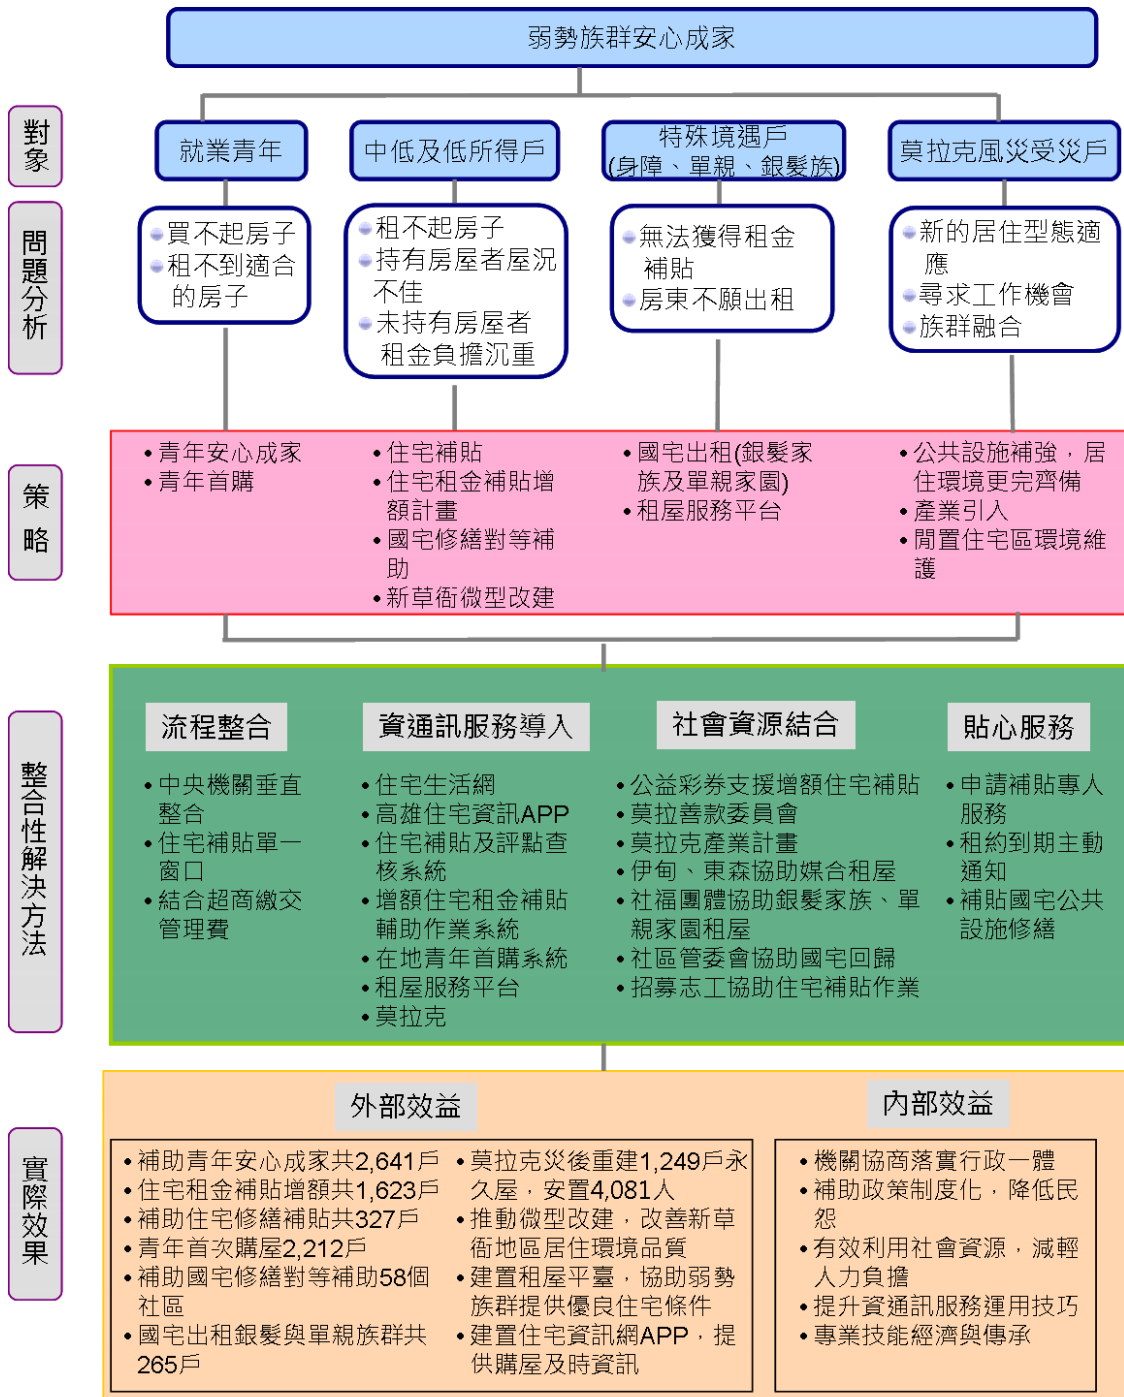 弱勢族群安心成家
對象
就業青年
中低及低所得戶
特殊境遇戶
(身障、單親、銀髮族)
莫拉克風災受災戶
問題分析
買不起房子
租不到適合
的房子
租不起房子
持有房屋者屋況
不佳
未持有房屋者
租金負擔沉重
無法獲得租金
補貼
房東不願出租
新的居住型態適
應
尋求工作機會
族群融合
策略
• 青年安心成家
• 青年首購
• 住宅補貼
• 住宅租金補貼增
額計畫
• 國宅修繕對等補
助
• 新草衙微型改建
• 國宅出租(銀髮家
族及單親家園)
• 租屋服務平台
• 公共設施補強，居
住環境更完齊備
• 產業引入
• 閒置住宅區環境維
護
整合性解決方法
流程整合
• 中央機關垂直
整合
• 住宅補貼單一
窗口
• 結合超商繳交
管理費
資通訊服務導入
• 住宅生活網
• 高雄住宅資訊APP
• 住宅補貼及評點查
核系統
• 增額住宅租金補貼
輔助作業系統
• 在地青年首購系統
• 租屋服務平台
• 莫拉克
社會資源結合
• 公益彩券支援增額住宅補貼
• 莫拉善款委員會
• 莫拉克產業計畫
• 伊甸、東森協助媒合租屋
• 社福團體協助銀髮家族、單
親家園租屋
• 社區管委會協助國宅回歸
• 招募志工協助住宅補貼作業
貼心服務
• 申請補貼專人
服務
• 租約到期主動
通知
• 補貼國宅公共
設施修繕
實際效果
外部效益
• 補助青年安心成家共2,641戶
• 住宅租金補貼增額共1,623戶
• 補助住宅修繕補貼共327戶
• 青年首次購屋2,212戶
• 補助國宅修繕對等補助58個
社區
• 國宅出租銀髮與單親族群共
265戶
• 莫拉克災後重建1,249戶永
久屋，安置4,081人
• 推動微型改建，改善新草
衙地區居住環境品質
• 建置租屋平臺，協助弱勢
族群提供優良住宅條件
• 建置住宅資訊網APP，提
供購屋及時資訊
內部效益
• 機關協商落實行政一體
• 補助政策制度化，降低民
怨
• 有效利用社會資源，減輕
人力負擔
• 提升資通訊服務運用技巧
• 專業技能經濟與傳承